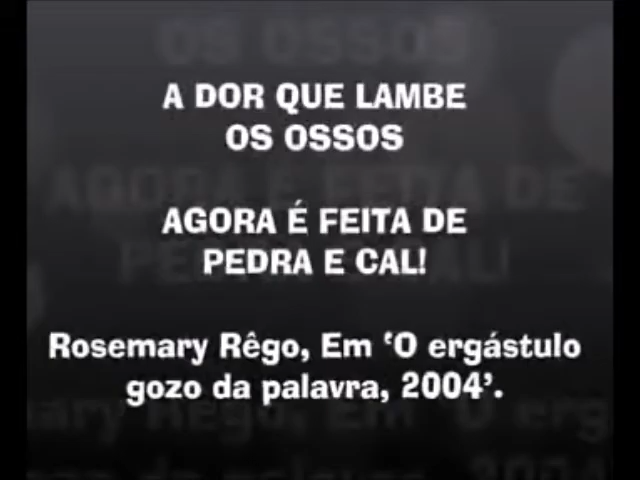 A DOR QUE LAMBE
OS OSSOS
AGORA É FEITA DE
PEDRA E CAL!
Rosemary Rêgo, Em ‘O ergástulo
gozo da palavra, 2004’.